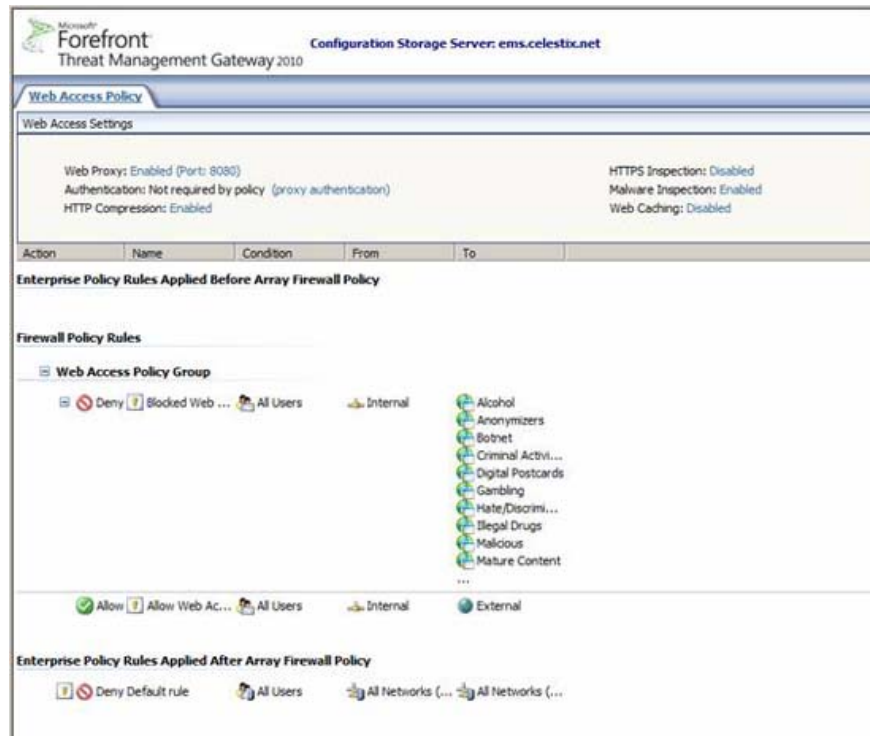 Microsoft®
Forefront
Threat Management Gateway 2010
Configuration Storage Server: ems.celestix.net
Web Access Policy
Web Access Settings
Web Proxy: Enabled (Port: 8080)
Authentication: Not required by policy (proxy authentication)
HTTP Compression: Enabled
HTTPS Inspection: Disabled
Malware Inspection: Enabled
Web Caching: Disabled
Action Name Condition From To
Enterprise Policy Rules Applied Before Array Firewall Policy
Firewall Policy Rules
Web Access Policy Group
Deny Blocked Web ... All Users Internal Alcohol
Anonymizers
Botnet
Criminal Activi...
Digital Postcards
Gambling
Hate/Discrimi...
Illegal Drugs
Malicious
Mature Content
...
Allow Allow Web Ac... All Users Internal External
Enterprise Policy Rules Applied After Array Firewall Policy
Deny Default rule All Users All Networks (... All Networks (...